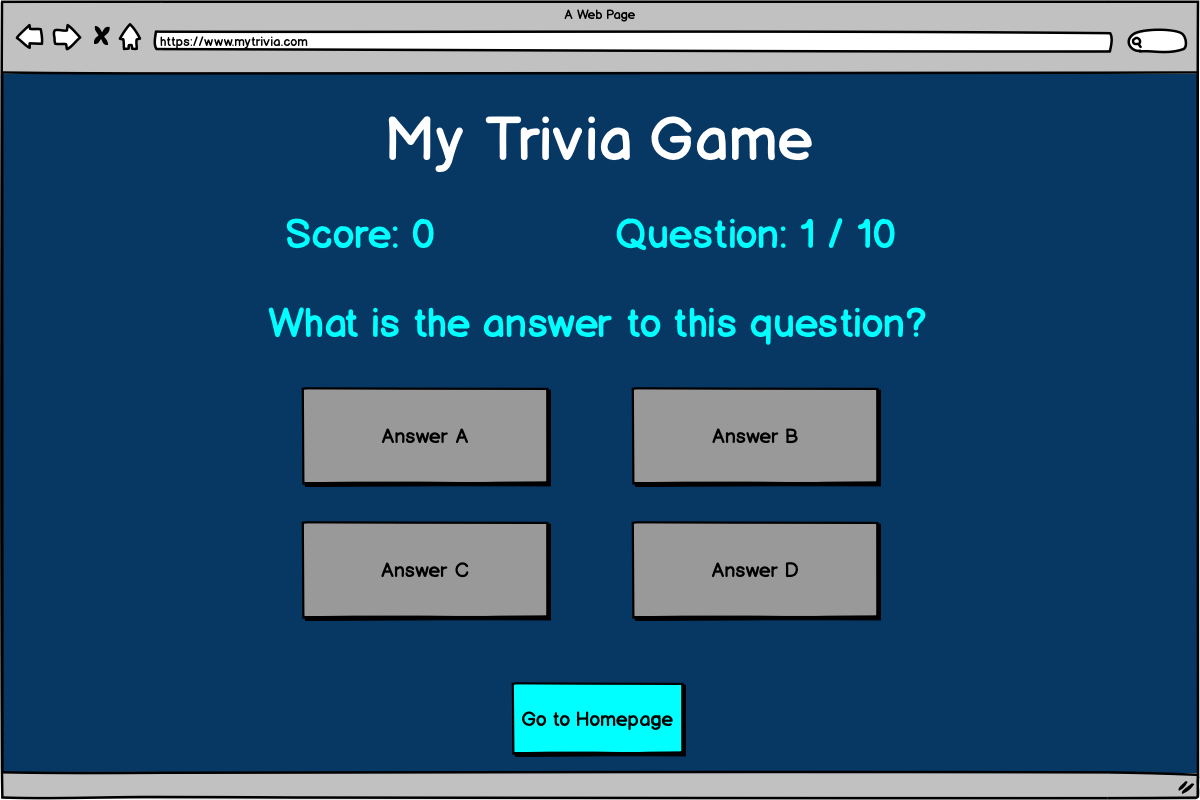 A Web Page
https://www.mytrivia.com
My Trivia Game
Score: 0
Question: 1 / 10
What is the answer to this question?
Answer A
Answer B
Answer C
Answer D
Go to Homepage